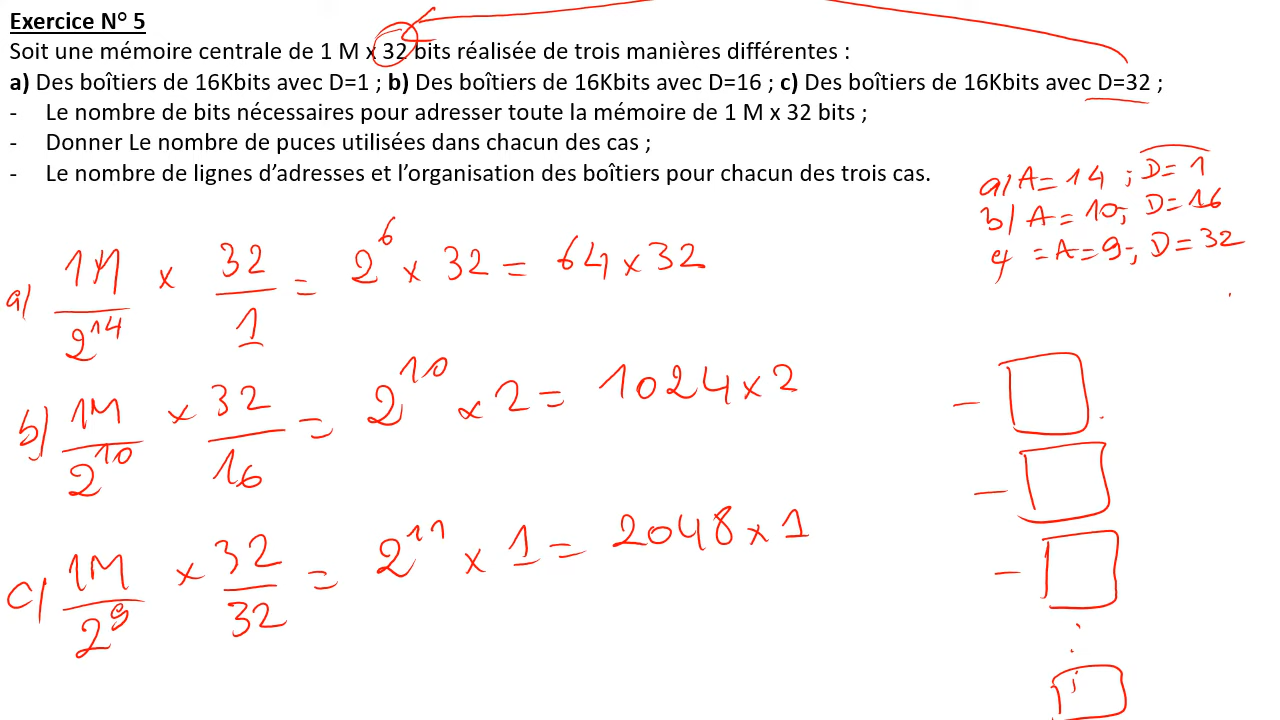 Exercice N° 5
Soit une mémoire centrale de 1 M x 32 bits réalisée de trois manières différentes :
a) Des boîtiers de 16Kbits avec D=1 ; b) Des boîtiers de 16Kbits avec D=16 ; c) Des boîtiers de 16Kbits avec D=32 ;
- Le nombre de bits nécessaires pour adresser toute la mémoire de 1 M x 32 bits ;
- Donner Le nombre de puces utilisées dans chacun des cas ;
- Le nombre de lignes d’adresses et l’organisation des boîtiers pour chacun des trois cas.
a/ A = 14 ; D = 1
b/ A = 10 ; D = 16
c/ = A = 9 ; D = 32
a) 1M/2^14 x 32/1 = 2^6 x 32 = 64 x 32
b) 1M/2^10 x 32/16 = 2^10 x 2 = 1024 x 2
c) 1M/2^9 x 32/32 = 2^11 x 1 = 2048 x 1